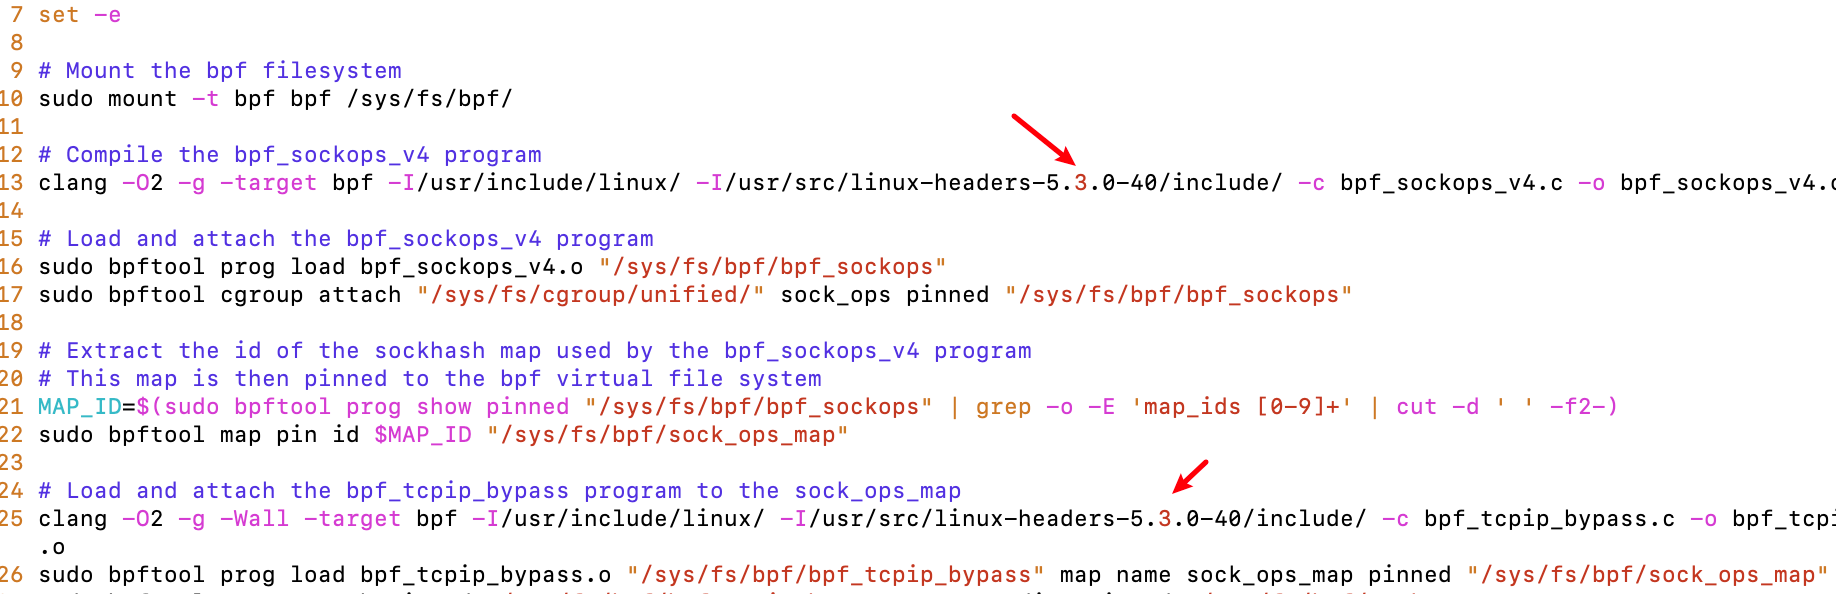 7 set -e
8
9 # Mount the bpf filesystem
10 sudo mount -t bpf bpf /sys/fs/bpf/
11
12 # Compile the bpf_sockops_v4 program
13 clang -O2 -g -target bpf -I/usr/include/linux/ -I/usr/src/linux-headers-5.3.0-40/include/ -c bpf_sockops_v4.c -o bpf_sockops_v4.o
14
15 # Load and attach the bpf_sockops_v4 program
16 sudo bpftool prog load bpf_sockops_v4.o "/sys/fs/bpf/bpf_sockops"
17 sudo bpftool cgroup attach "/sys/fs/cgroup/unified/" sock_ops pinned "/sys/fs/bpf/bpf_sockops"
18
19 # Extract the id of the sockhash map used by the bpf_sockops_v4 program
20 # This map is then pinned to the bpf virtual file system
21 MAP_ID=$(sudo bpftool prog show pinned "/sys/fs/bpf/bpf_sockops" | grep -o -E 'map_ids [0-9]+' | cut -d ' ' -f2-)
22 sudo bpftool map pin id $MAP_ID "/sys/fs/bpf/sock_ops_map"
23
24 # Load and attach the bpf_tcpip_bypass program to the sock_ops_map
25 clang -O2 -g -Wall -target bpf -I/usr/include/linux/ -I/usr/src/linux-headers-5.3.0-40/include/ -c bpf_tcpip_bypass.c -o bpf_tcpi
.o
26 sudo bpftool prog load bpf_tcpip_bypass.o "/sys/fs/bpf/bpf_tcpip_bypass" map name sock_ops_map pinned "/sys/fs/bpf/sock_ops_map"